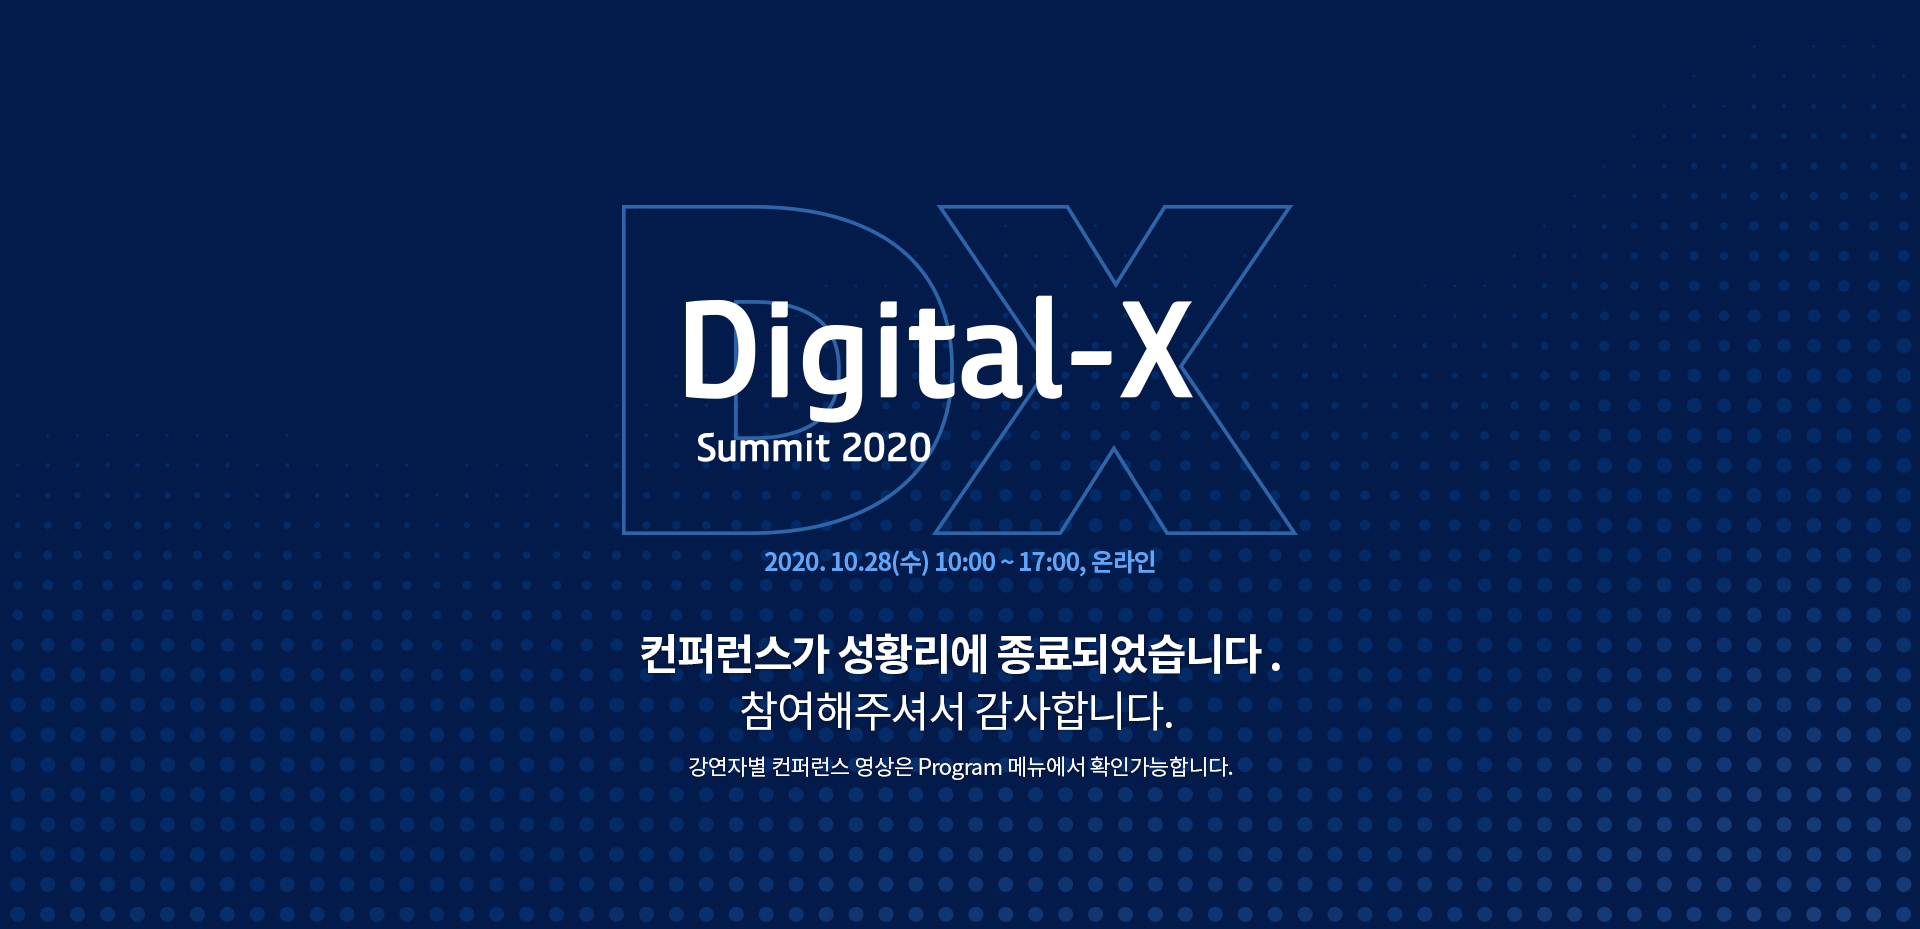 DX
Digital-X
Summit 2020
2020. 10.28(수) 10:00 ~ 17:00, 온라인
컨퍼런스가 성황리에 종료되었습니다 .
참여해주셔서 감사합니다.
강연자별 컨퍼런스 영상은 Program 메뉴에서 확인가능합니다.